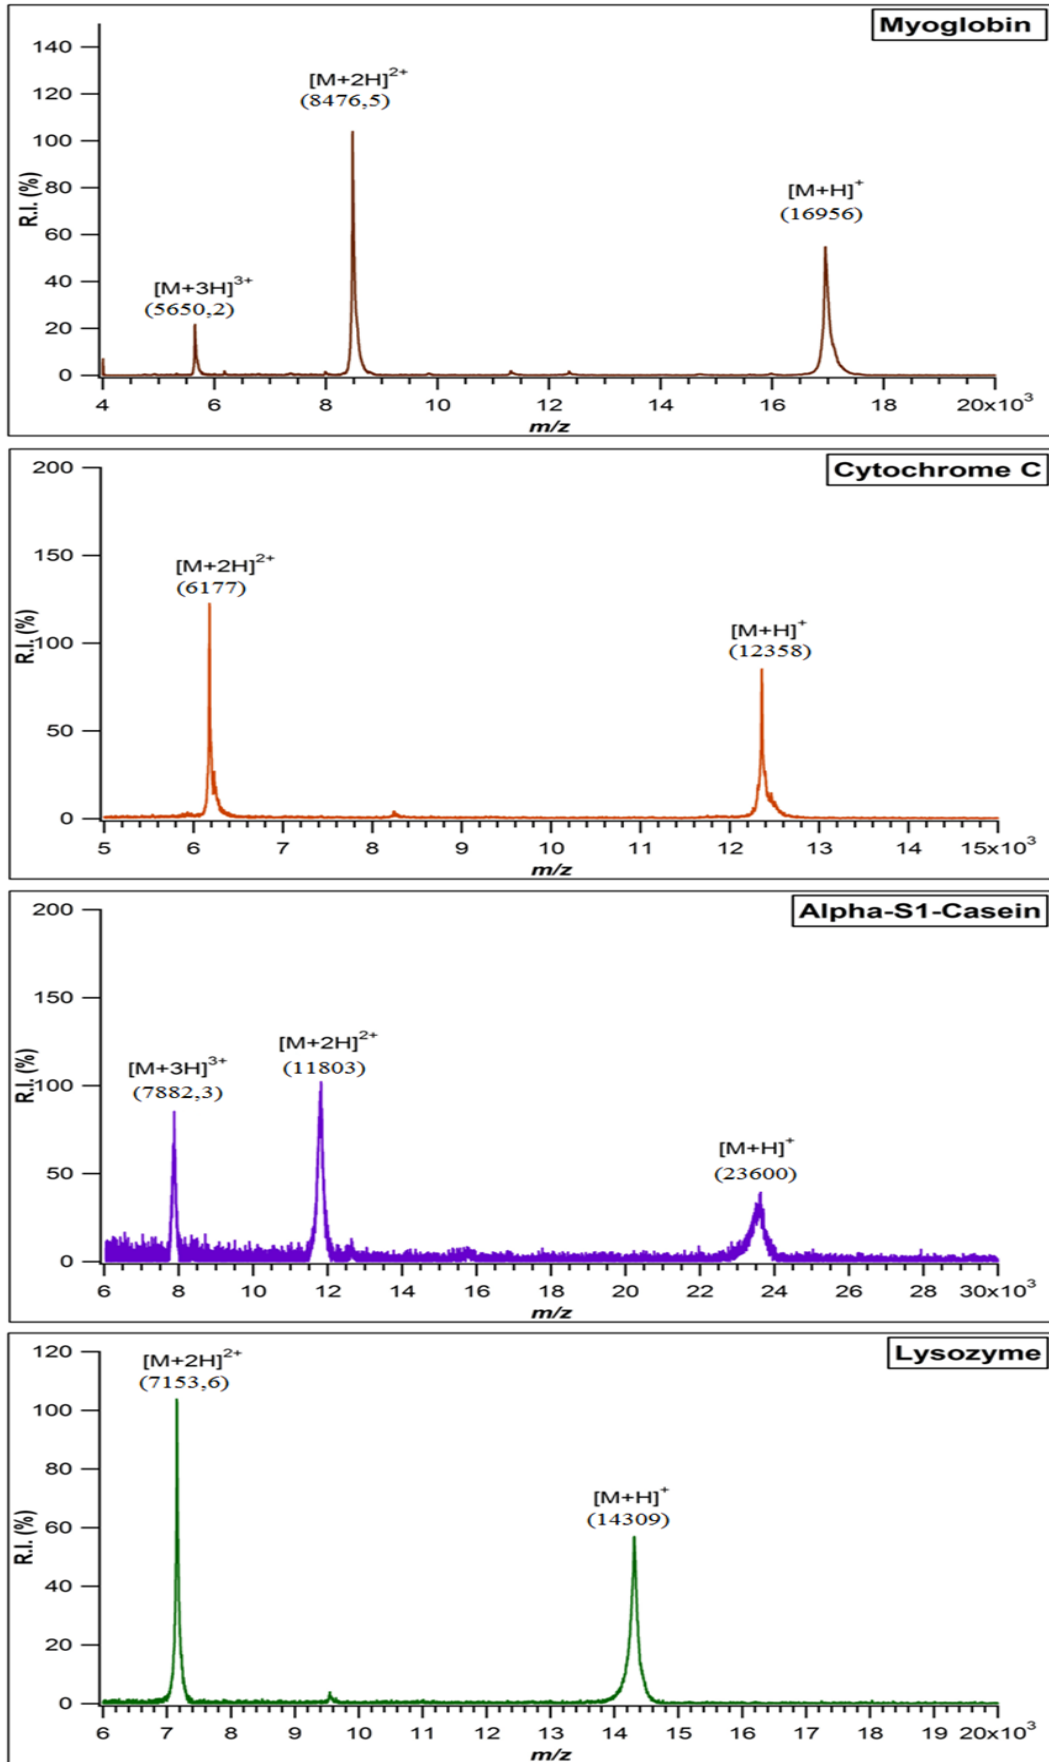 Myoglobin
140
120
100
80
60
40
20
0
R.I. (%)
[M+3H]3+
(5650,2)
[M+2H]2+
(8476,5)
[M+H]+
(16956)
4 6 8 10 12 14 16 18 20x103
m/z
Cytochrome C
200
150
100
50
0
R.I. (%)
[M+2H]2+
(6177)
[M+H]+
(12358)
5 6 7 8 9 10 11 12 13 14 15x103
m/z
Alpha-S1-Casein
200
150
100
50
0
R.I. (%)
[M+3H]3+
(7882,3)
[M+2H]2+
(11803)
[M+H]+
(23600)
6 8 10 12 14 16 18 20 22 24 26 28 30x103
m/z
Lysozyme
120
100
80
60
40
20
0
R.I. (%)
[M+2H]2+
(7153,6)
[M+H]+
(14309)
6 7 8 9 10 11 12 13 14 15 16 17 18 19 20x103
m/z